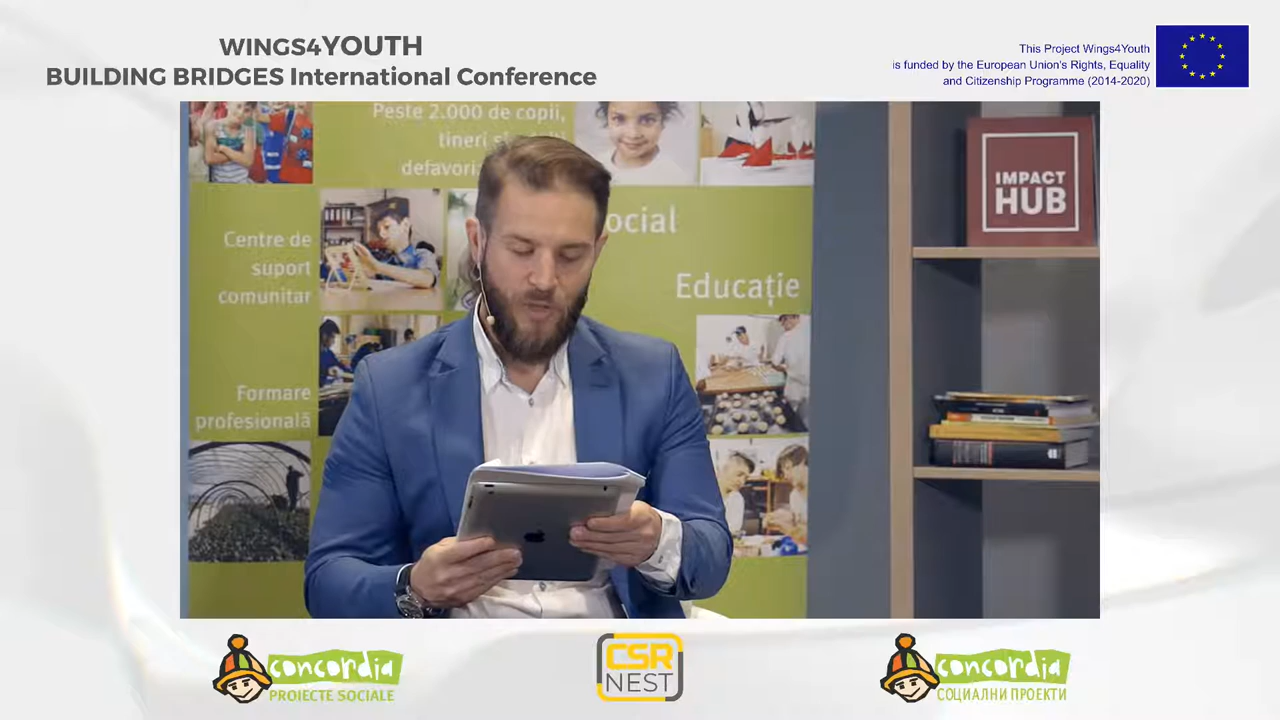 WINGS4YOUTH
BUILDING BRIDGES International Conference
This Project Wings4Youth
is funded by the European Union's Rights, Equality
and Citizenship Programme (2014-2020)
Peste 2.000 de copii,
tineri
ocial
Centre de
suport
comunitar
Educație
Formare
profesională
IMPACT
HUB
concordia
PROIECTE SOCIALE
CSR
NEST
concordia
СОЦИАЛНИ ПРОЕКТИ